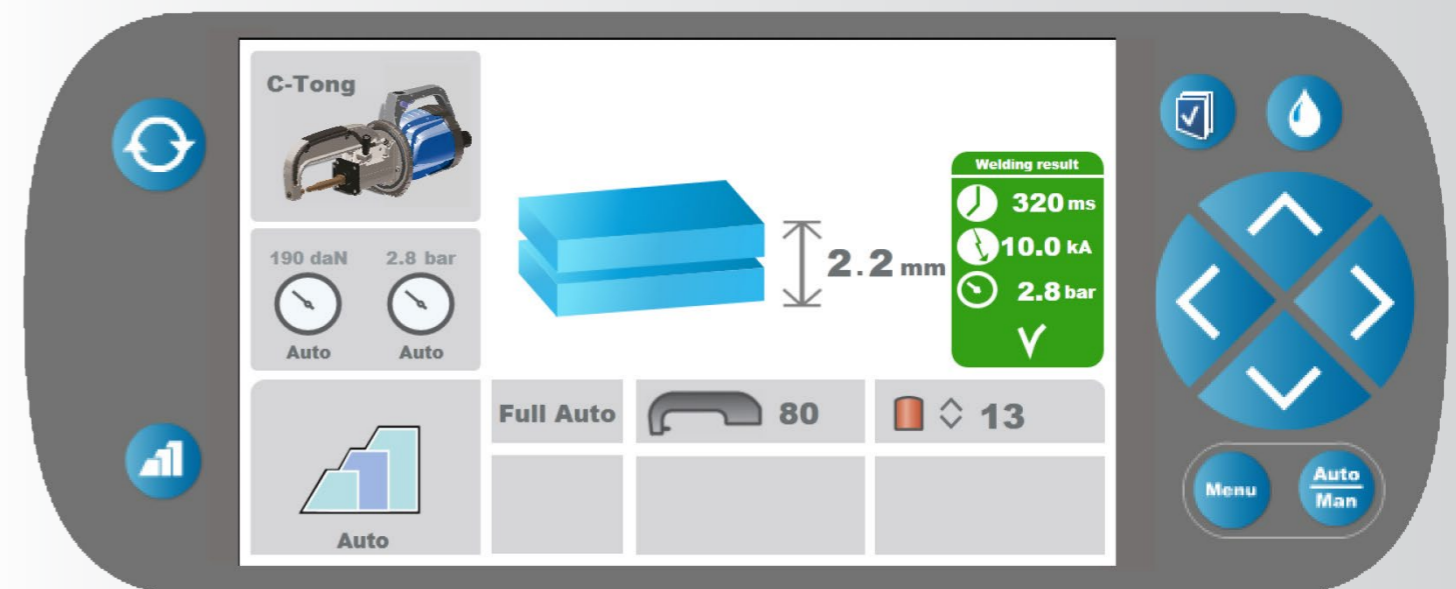 C-Tong
190 daN 2.8 bar
Auto Auto
Auto
2.2 mm
Welding result
320 ms
10.0 kA
2.8 bar
Full Auto
80
13
Menu
Auto
Man